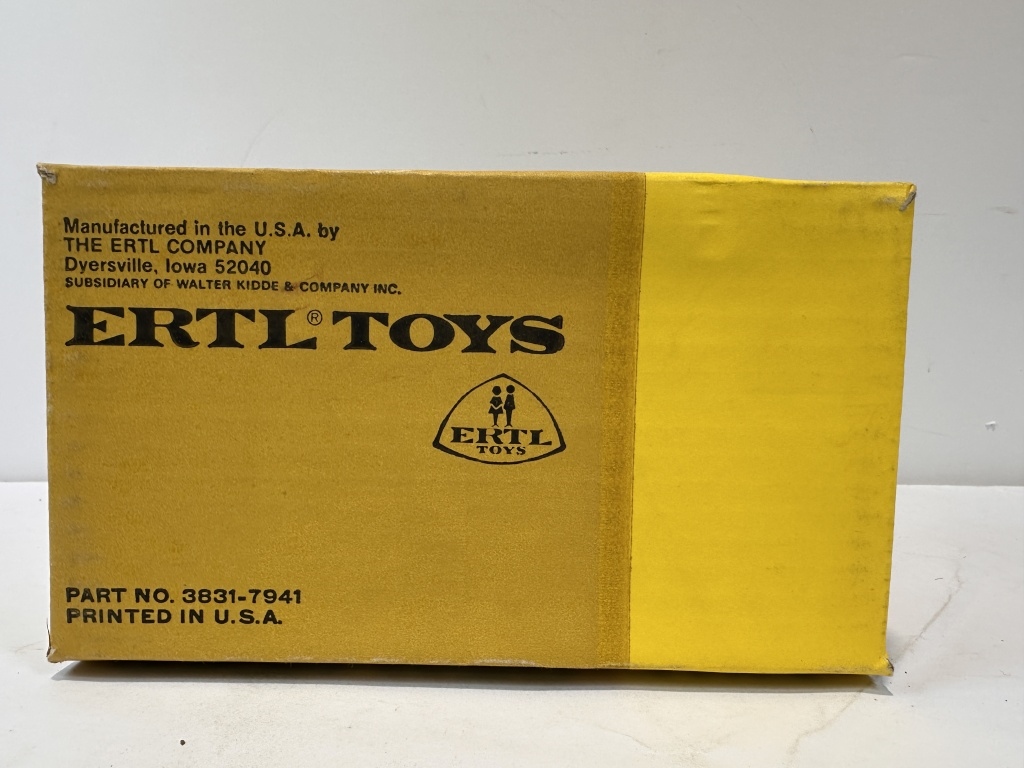 Manufactured in the U.S.A. by
THE ERTL COMPANY
Dyersville, Iowa 52040
SUBSIDIARY OF WALTER KIDDE & COMPANY INC.
ERTL® TOYS
ERTL
TOYS
PART NO. 3831-7941
PRINTED IN U.S.A.